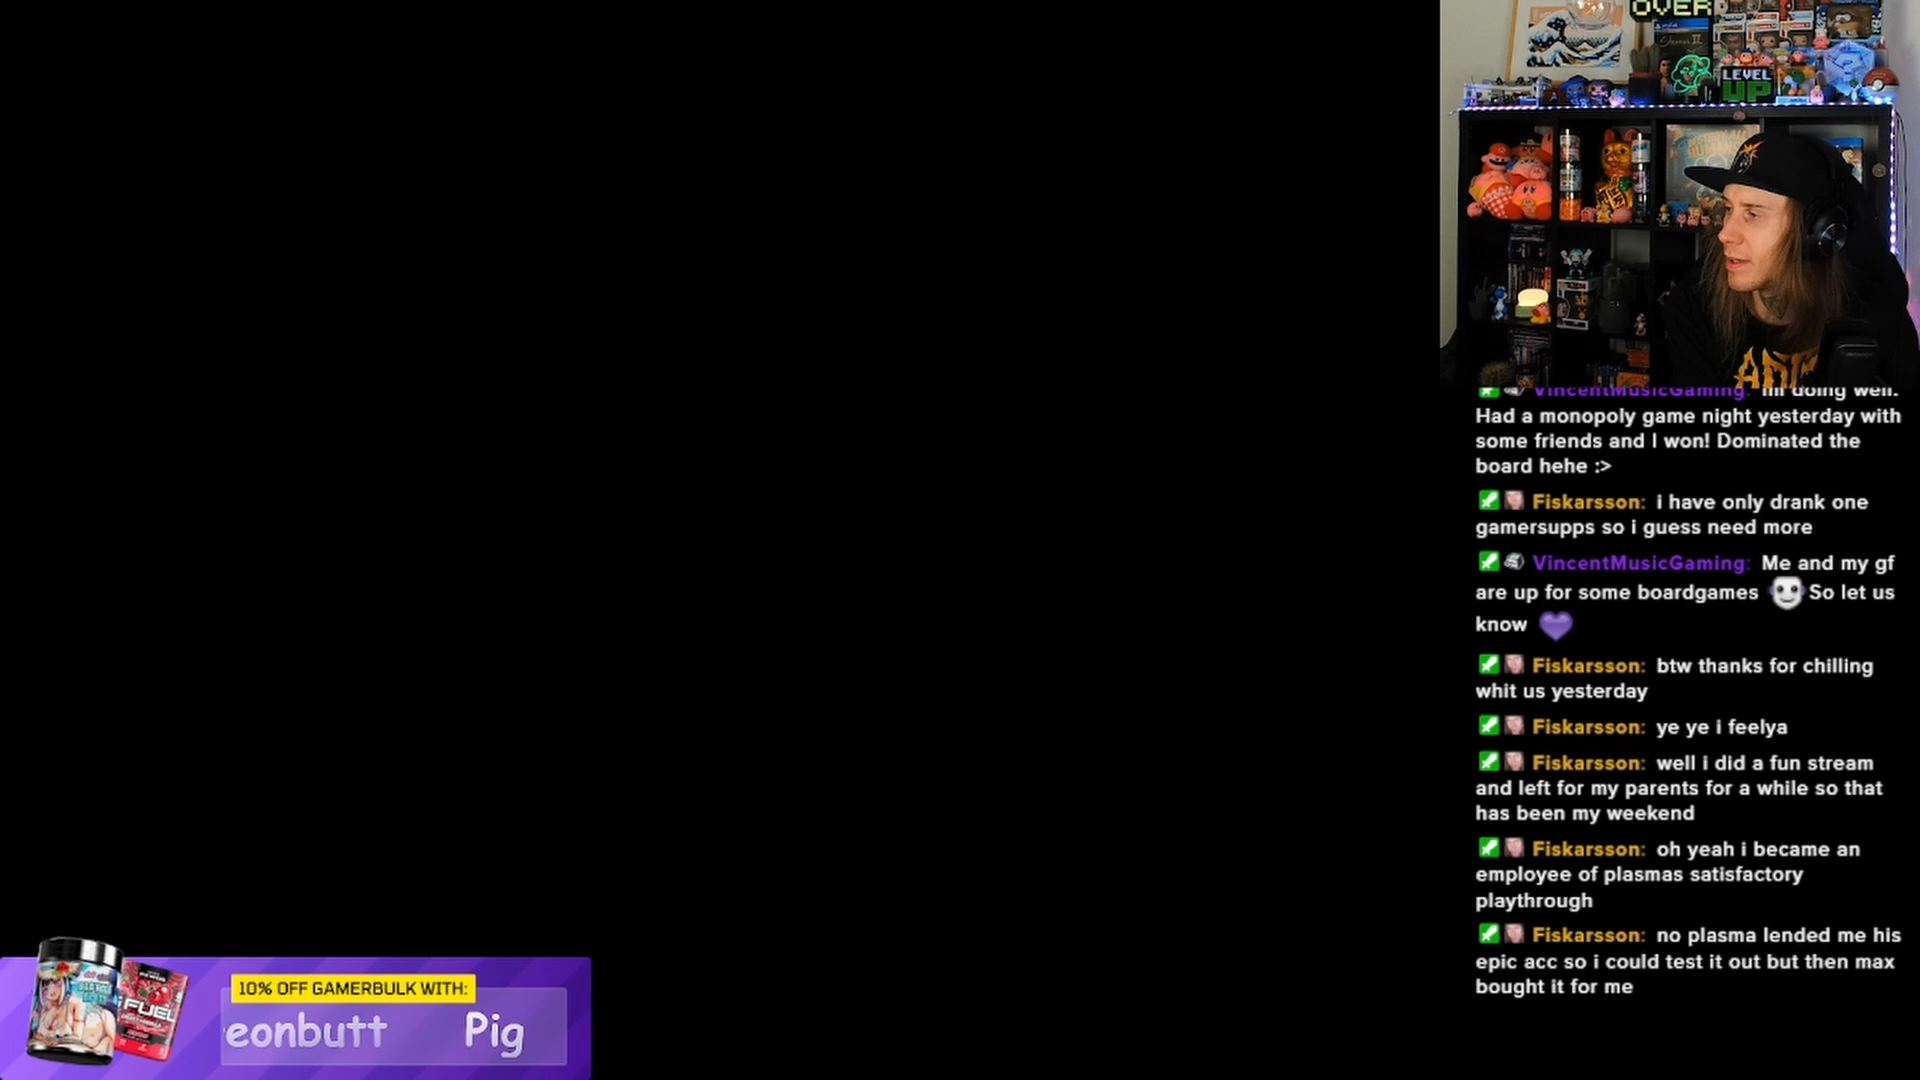 OVER
LEVEL
UP
VincentMusicGaming: Im doing well.
Had a monopoly game night yesterday with
some friends and I won! Dominated the
board hehe :>
Fiskarsson: i have only drank one
gamersupps so i guess need more
VincentMusicGaming: Me and my gf
are up for some boardgames So let us
know
Fiskarsson: btw thanks for chilling
whit us yesterday
Fiskarsson: ye ye i feelya
Fiskarsson: well i did a fun stream
and left for my parents for a while so that
has been my weekend
Fiskarsson: oh yeah i became an
employee of plasmas satisfactory
playthrough
Fiskarsson: no plasma lended me his
epic acc so i could test it out but then max
bought it for me
10% OFF GAMERBULK WITH:
eonbutt Pig
FUEL